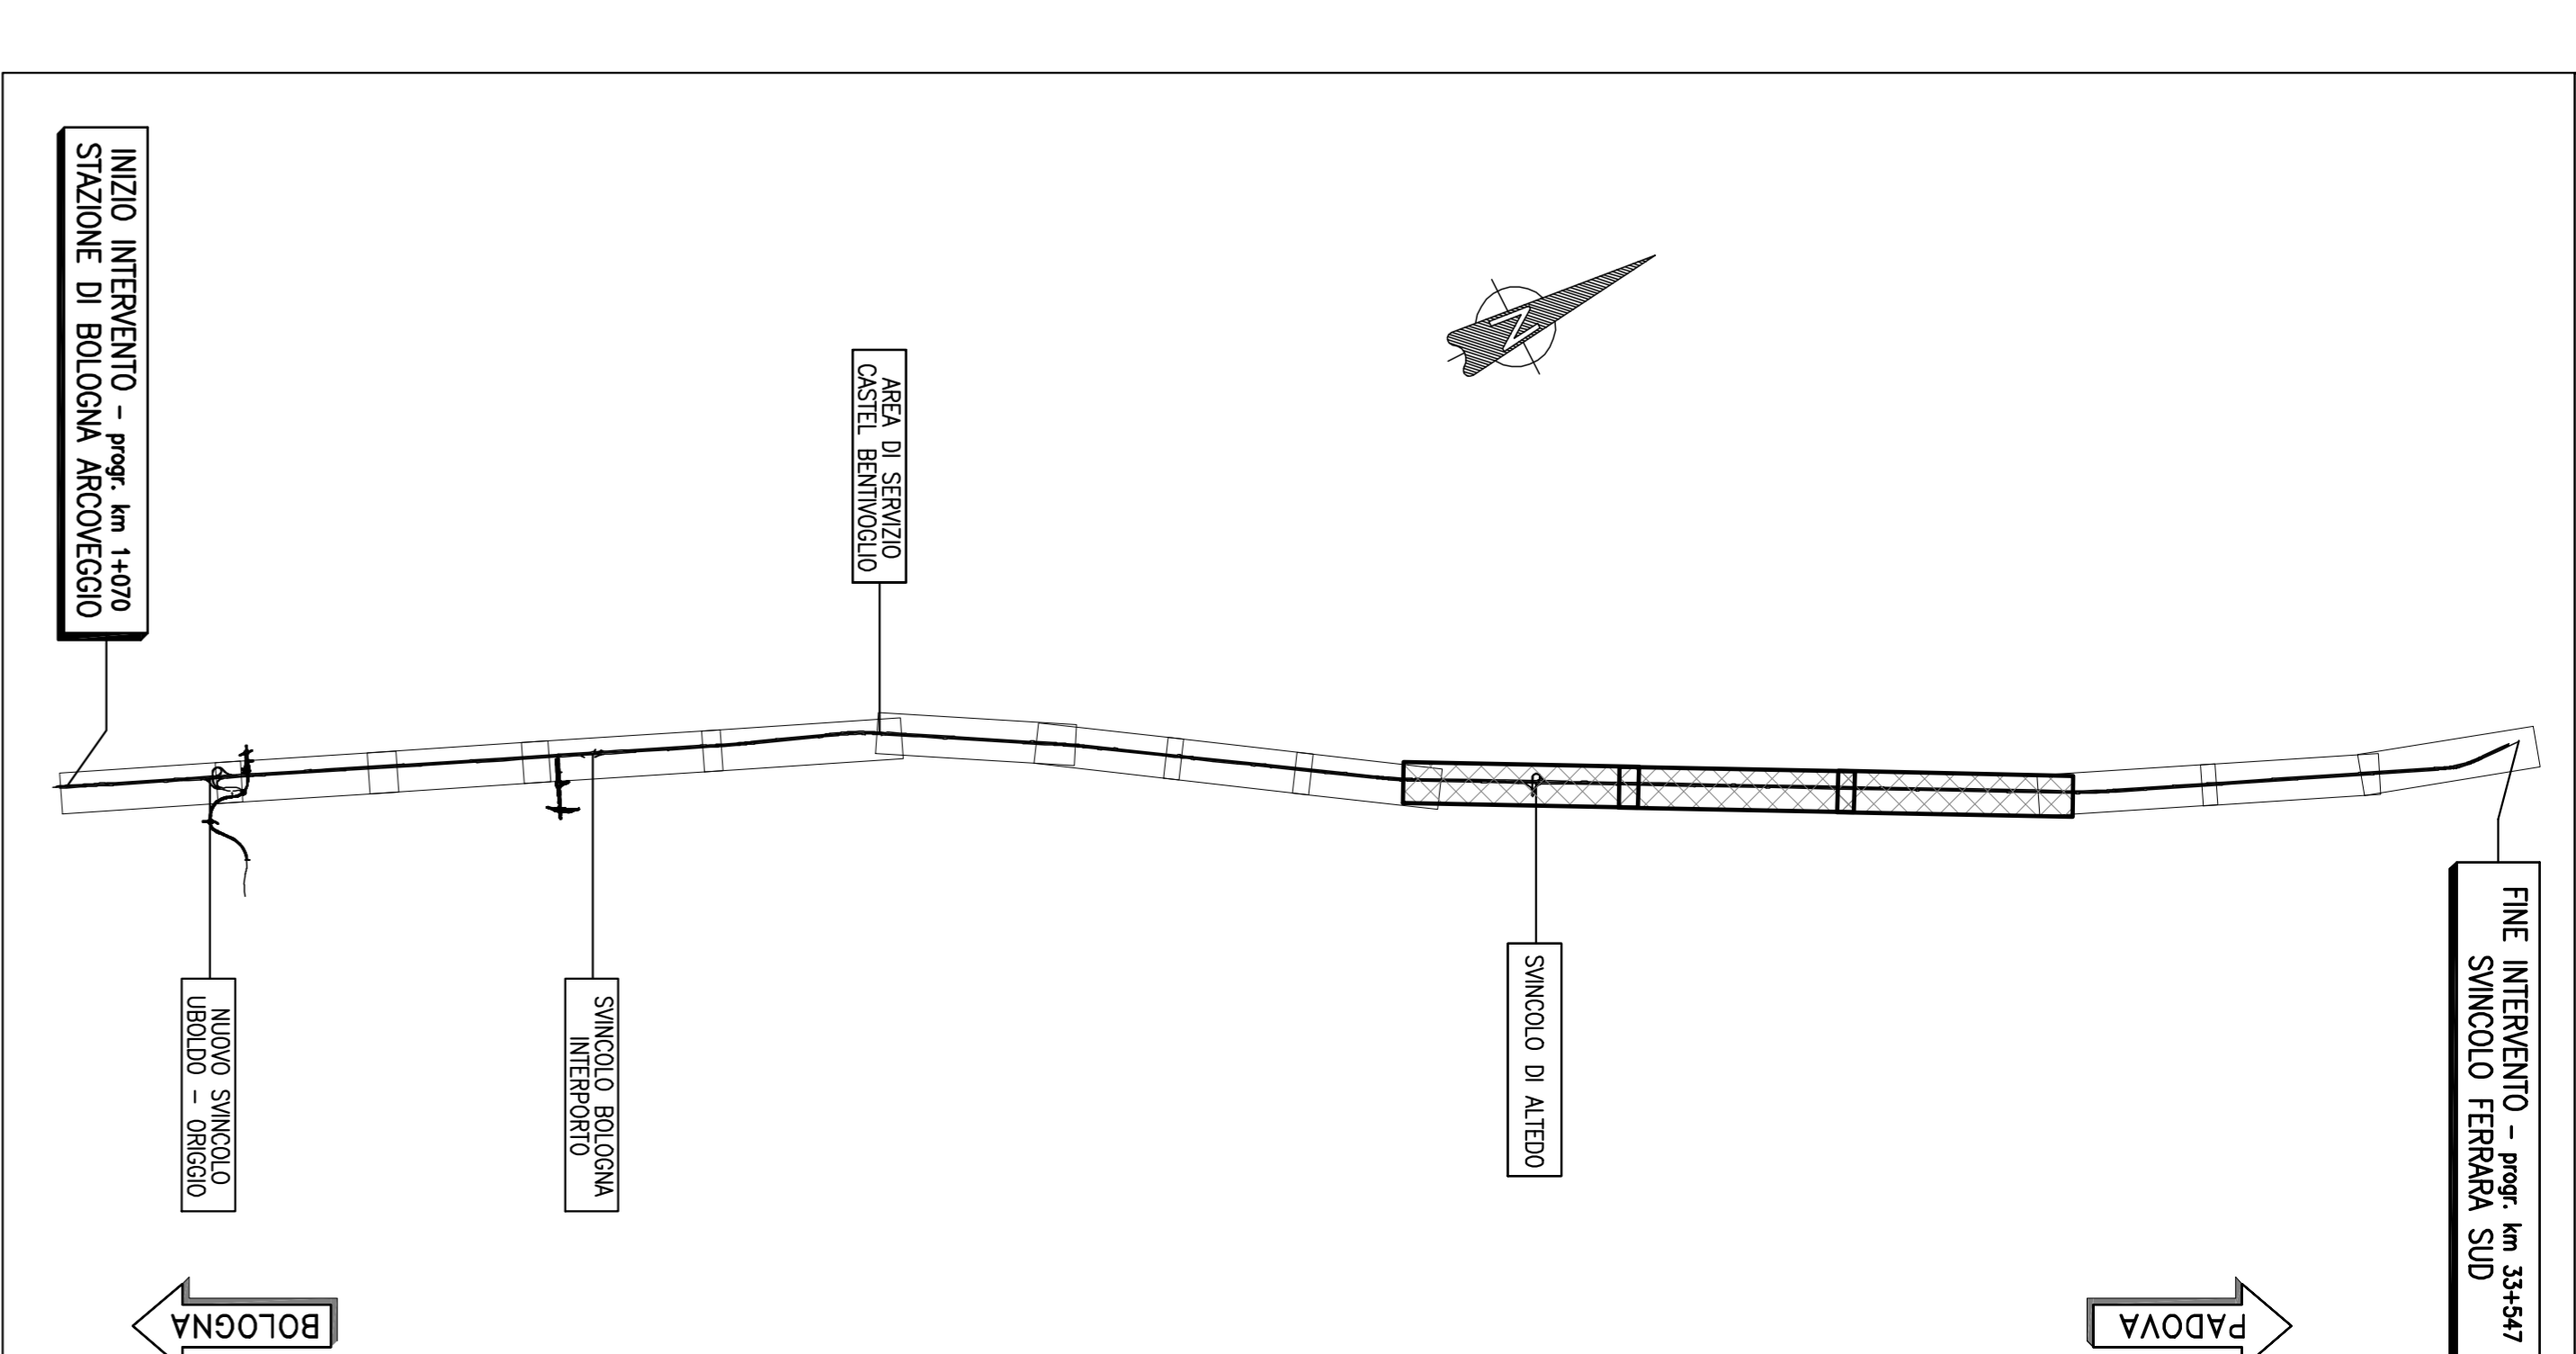 INIZIO INTERVENTO - progr. km 1+070
STAZIONE DI BOLOGNA ARCOVEGGIO
AREA DI SERVIZIO
CASTEL BENTIVOGLIO
N
NUOVO SVINCOLO
UBOLDO - ORIGGIO
SVINCOLO BOLOGNA
INTERPORTO
SVINCOLO DI ALTEDO
FINE INTERVENTO - progr. km 33+547
SVINCOLO FERRARA SUD
BOLOGNA
PADOVA